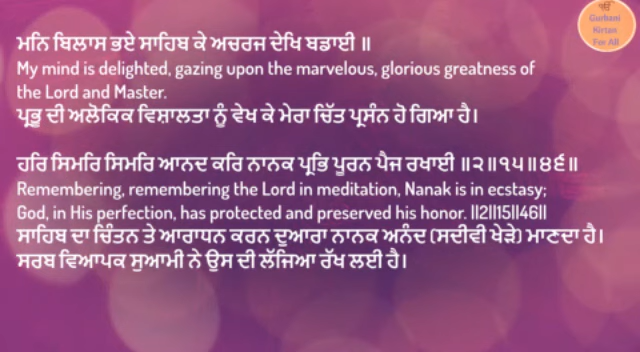 ੴ
Gurbani
Kirtan
For All
ਮਨਿ ਬਿਲਾਸ ਭਏ ਸਾਹਿਬ ਕੇ ਅਚਰਜ ਦੇਖਿ ਬਡਾਈ ॥
My mind is delighted, gazing upon the marvelous, glorious greatness of
the Lord and Master.
ਪ੍ਰਭੂ ਦੀ ਅਲੋਕਿਕ ਵਿਸ਼ਾਲਤਾ ਨੂੰ ਵੇਖ ਕੇ ਮੇਰਾ ਚਿੱਤ ਪ੍ਰਸੰਨ ਹੋ ਗਿਆ ਹੈ।
ਹਰਿ ਸਿਮਰਿ ਸਿਮਰਿ ਆਨਦ ਕਰਿ ਨਾਨਕ ਪ੍ਰਭਿ ਪੂਰਨ ਪੈਜ ਰਖਾਈ ॥੨॥੧੫॥੪੬॥
Remembering, remembering the Lord in meditation, Nanak is in ecstasy;
God, in His perfection, has protected and preserved his honor. ||2||15||46||
ਸਾਹਿਬ ਦਾ ਚਿੰਤਨ ਤੇ ਆਰਾਧਨ ਕਰਨ ਦੁਆਰਾ ਨਾਨਕ ਅਨੰਦ (ਸਦੀਵੀ ਖੇੜੇ) ਮਾਣਦਾ ਹੈ।
ਸਰਬ ਵਿਆਪਕ ਸੁਆਮੀ ਨੇ ਉਸ ਦੀ ਲੱਜਿਆ ਰੱਖ ਲਈ ਹੈ।